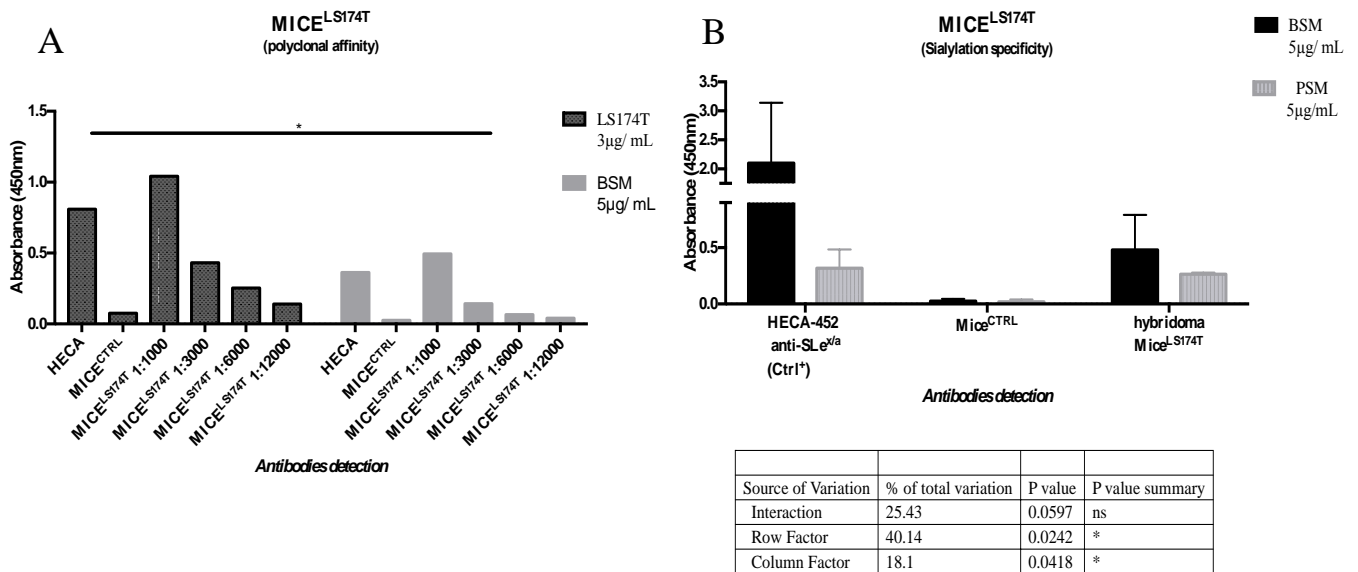 A
MICE^LS174T
(polyclonal affinity)
Absorbance (450nm)
1.5
1.0
0.5
0.0
*
LS174T
3µg/ mL
BSM
5µg/ mL
HECA
MICE^CTRL
MICE^LS174T 1:1000
MICE^LS174T 1:3000
MICE^LS174T 1:6000
MICE^LS174T 1:12000
HECA
MICE^CTRL
MICE^LS174T 1:1000
MICE^LS174T 1:3000
MICE^LS174T 1:6000
MICE^LS174T 1:12000
Antibodies detection
B
MICE^LS174T
(Sialylation specificity)
Absorbance (450nm)
3.5
3.0
2.5
2.0
0.5
0.0
BSM
5µg/ mL
PSM
5µg/mL
HECA-452
anti-SLe^x/a
(Ctrl^+)
Mice^CTRL
hybridoma
Mice^LS174T
Antibodies detection
Source of Variation % of total variation P value P value summary
Interaction 25.43 0.0597 ns
Row Factor 40.14 0.0242 *
Column Factor 18.1 0.0418 *